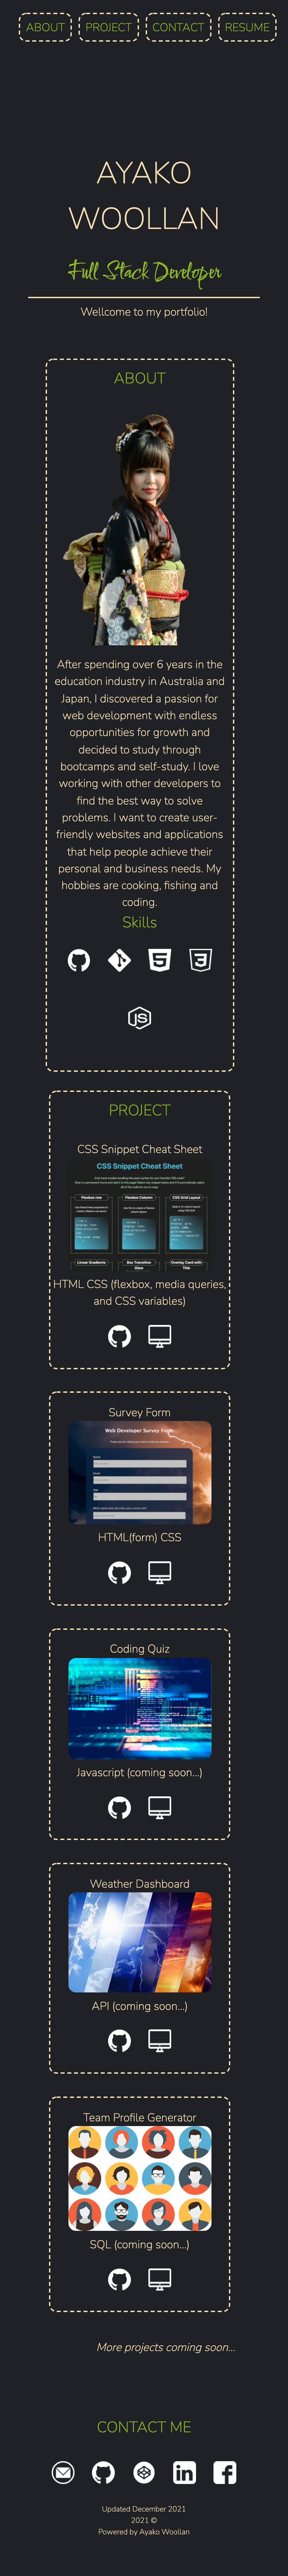 ABOUT PROJECT CONTACT RESUME
AYAKO
WOOLLAN
Full Stack Developer
Wellcome to my portfolio!
ABOUT
After spending over 6 years in the
education industry in Australia and
Japan, I discovered a passion for
web development with endless
opportunities for growth and
decided to study through
bootcamps and self-study. I love
working with other developers to
find the best way to solve
problems. I want to create user-
friendly websites and applications
that help people achieve their
personal and business needs. My
hobbies are cooking, fishing and
coding.
Skills
JS
PROJECT
CSS Snippet Cheat Sheet
CSS Snippet Cheat Sheet
Flexbox row Flexbox Column CSS Grid Layout
Linear Gradients Box Transition Glow Overlay Card with Title
HTML CSS (flexbox, media queries,
and CSS variables)
Survey Form
Web Developer Survey Form
HTML(form) CSS
Coding Quiz
Javascript (coming soon...)
Weather Dashboard
API (coming soon...)
Team Profile Generator
SQL (coming soon...)
More projects coming soon...
CONTACT ME
Updated December 2021
2021 ©
Powered by Ayako Woollan